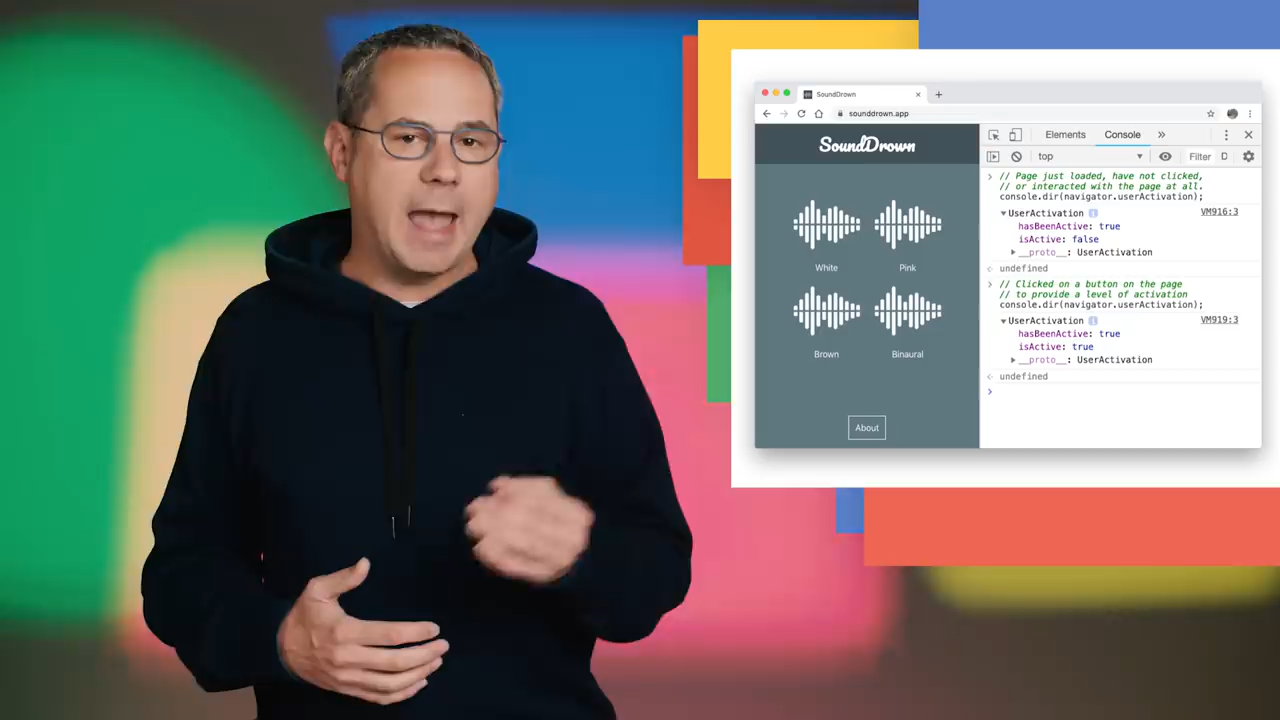 SoundDrown
sounddrown.app
SoundDrown
White
Pink
Brown
Binaural
About
Elements
Console
top
Filter
D
// Page just loaded, have not clicked,
// or interacted with the page at all.
console.dir(navigator.userActivation);
VM916:3
UserActivation i
hasBeenActive: true
isActive: false
__proto__: UserActivation
undefined
// Clicked on a button on the page
// to provide a level of activation
console.dir(navigator.userActivation);
VM919:3
UserActivation i
hasBeenActive: true
isActive: true
__proto__: UserActivation
undefined